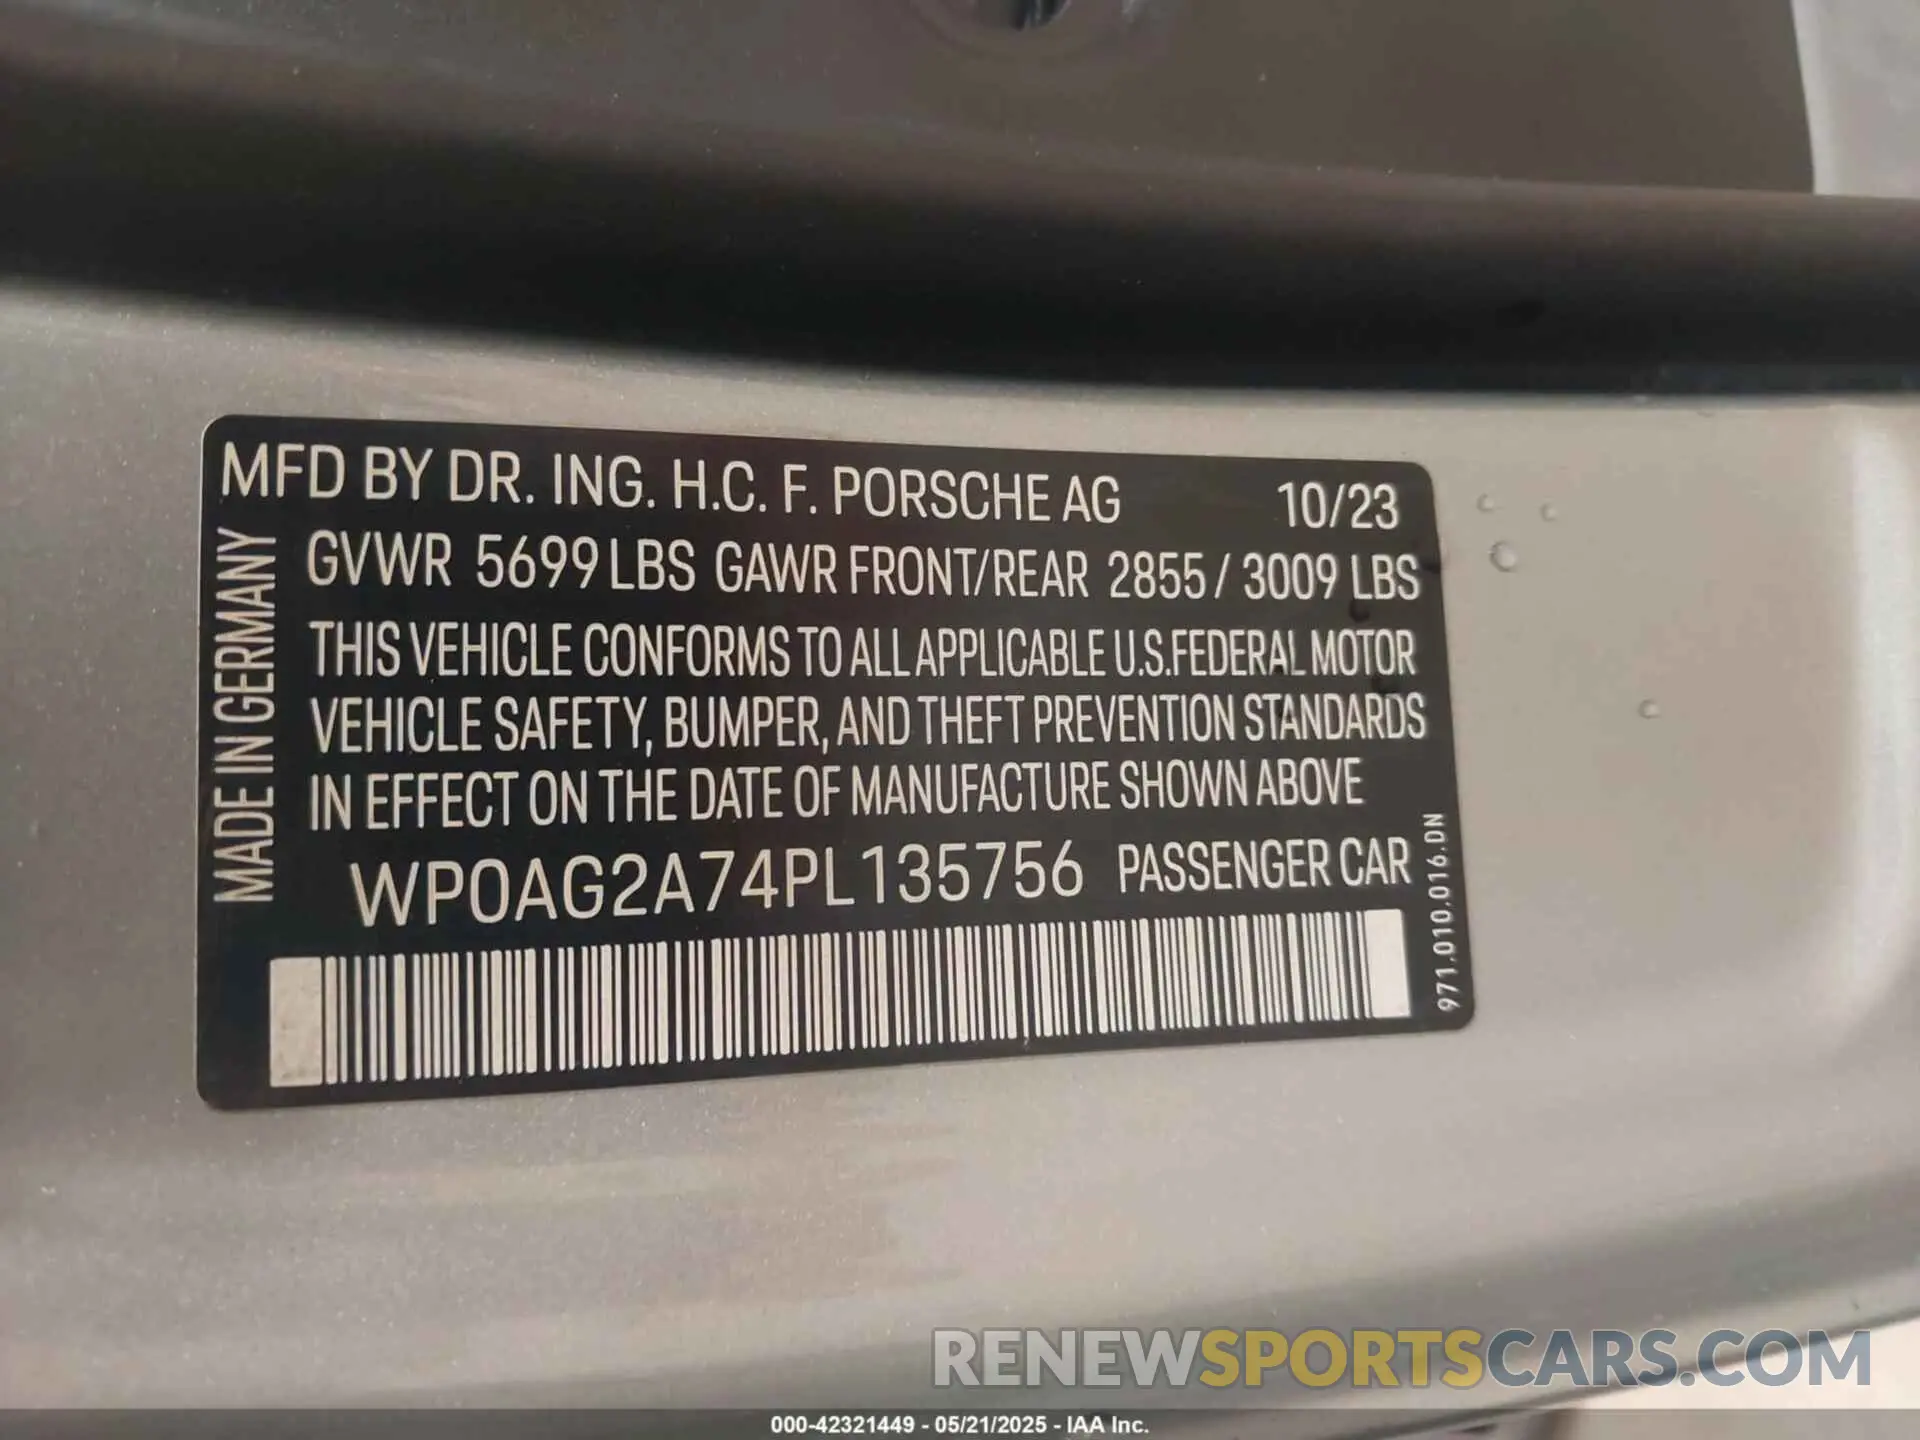 MFD BY DR. ING. H.C. F. PORSCHE AG 10/23
GVWR 5699 LBS GAWR FRONT/REAR 2855 / 3009 LBS
THIS VEHICLE CONFORMS TO ALL APPLICABLE U.S.FEDERAL MOTOR
VEHICLE SAFETY, BUMPER, AND THEFT PREVENTION STANDARDS
IN EFFECT ON THE DATE OF MANUFACTURE SHOWN ABOVE
WP0AG2A74PL135756 PASSENGER CAR
MADE IN GERMANY
971.010.016.DN
RENEWSPORTSCARS.COM
000-42321449 - 05/21/2025 - IAA Inc.